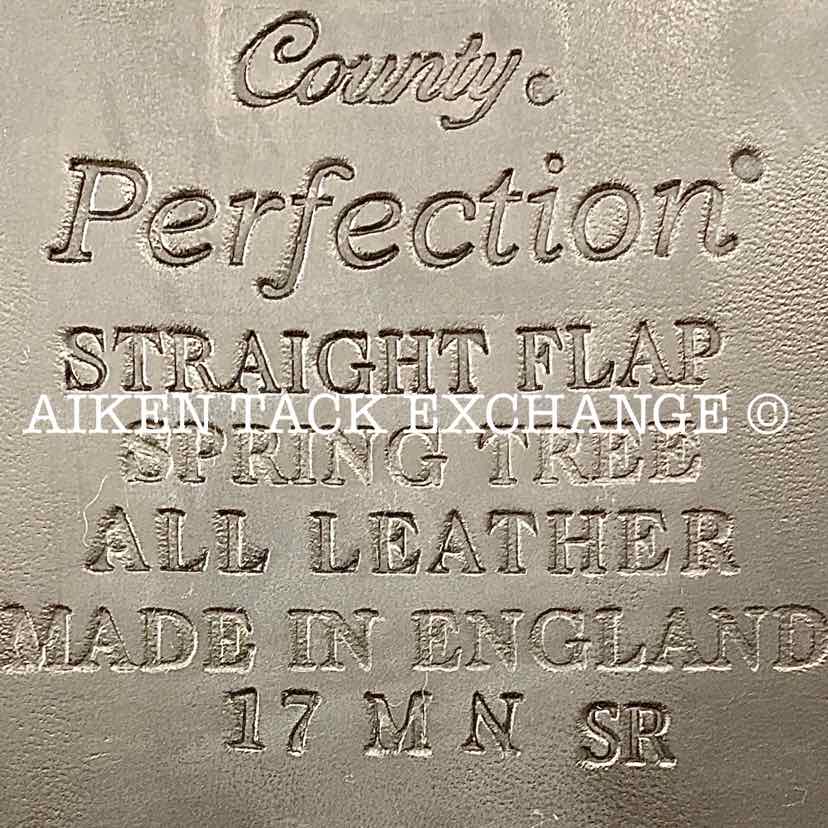 County.
Perfection
STRAIGHT FLAP
AIKEN TACK EXCHANGE ©
SPRING TREE
ALL LEATHER
MADE IN ENGLAND
17 M N SR